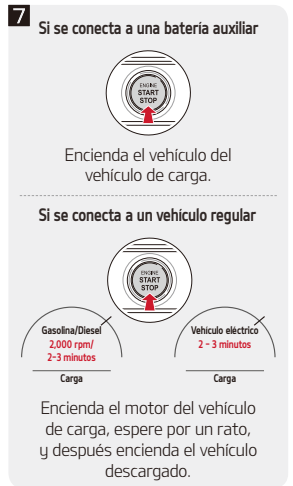 7
Si se conecta a una batería auxiliar
ENGINE
START
STOP
Encienda el vehículo del
vehículo de carga.
Si se conecta a un vehículo regular
ENGINE
START
STOP
Gasolina/Diesel
2,000 rpm/
2-3 minutos
Carga
Vehículo eléctrico
2 - 3 minutos
Carga
Encienda el motor del vehículo
de carga, espere por un rato,
y después encienda el vehículo
descargado.